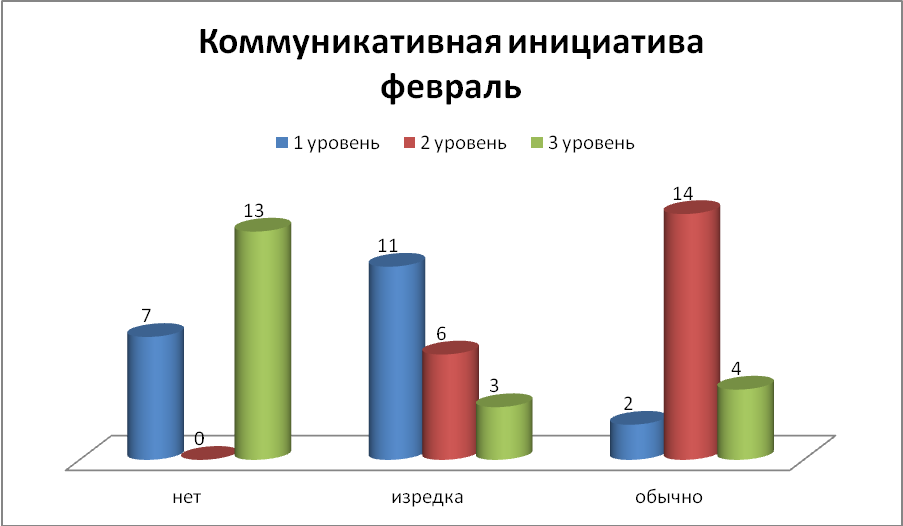 Коммуникативная инициатива
февраль
1 уровень 2 уровень 3 уровень
7 0 13 11 6 3 2 14 4
нет изредка обычно